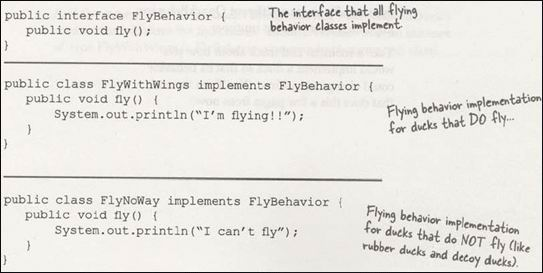 public interface FlyBehavior {
public void fly();
}
The interface that all flying
behavior classes implement.
public class FlyWithWings implements FlyBehavior {
public void fly() {
System.out.println("I'm flying!!");
}
}
Flying behavior implementation
for ducks that DO fly...
public class FlyNoWay implements FlyBehavior {
public void fly() {
System.out.println("I can't fly");
}
}
Flying behavior implementation
for ducks that do NOT fly (like
rubber ducks and decoy ducks).